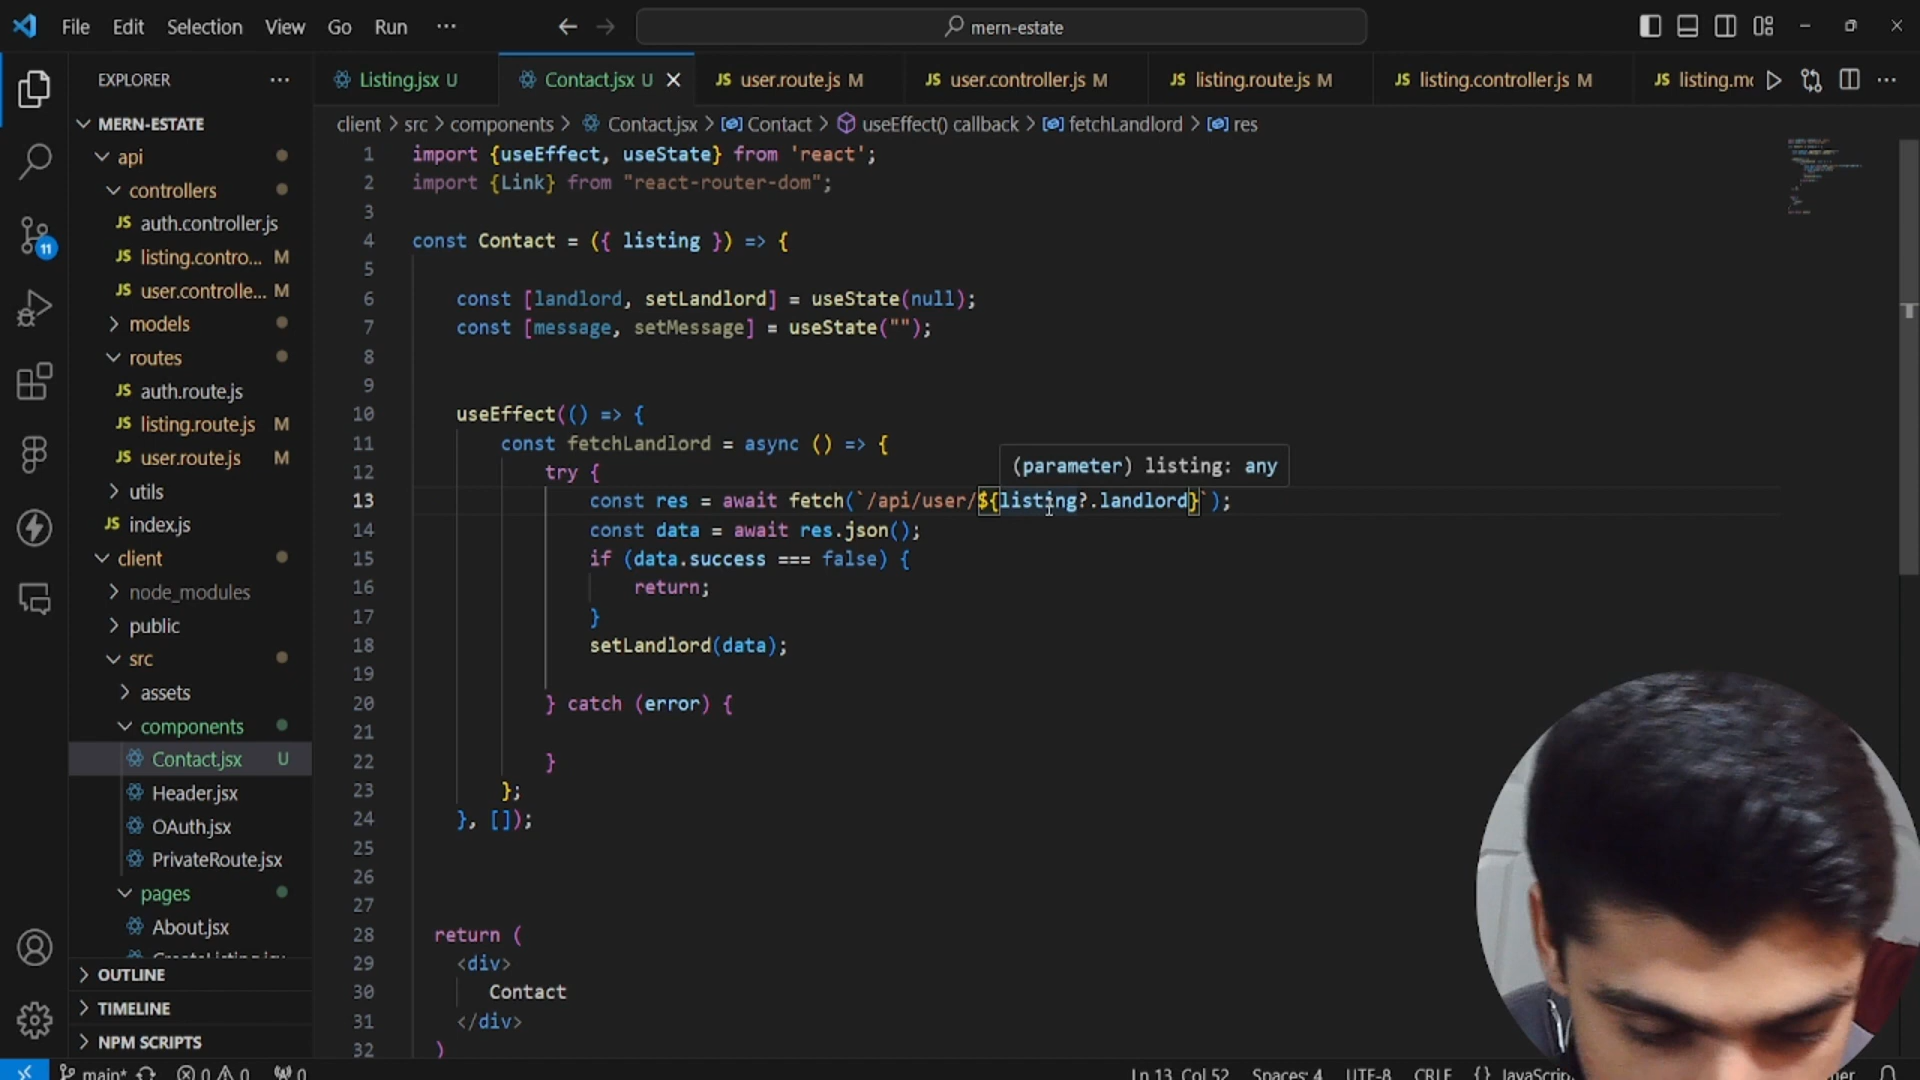 File Edit Selection View Go Run ··· mern-estate
EXPLORER ···
Listing.jsx U Contact.jsx U user.route.js M user.controller.js M listing.route.js M listing.controller.js M
client > src > components > Contact.jsx > Contact > useEffect() callback > fetchLandlord > res
MERN-ESTATE
api
controllers
auth.controller.js
listing.contro... M
user.controlle... M
models
routes
auth.route.js
listing.route.js M
user.route.js M
utils
index.js
client
node_modules
public
src
assets
components
Contact.jsx U
Header.jsx
OAuth.jsx
PrivateRoute.jsx
pages
About.jsx
OUTLINE
TIMELINE
NPM SCRIPTS
11
1 import {useEffect, useState} from 'react';
2 import {Link} from "react-router-dom";
3
4 const Contact = ({ listing }) => {
5
6 const [landlord, setLandlord] = useState(null);
7 const [message, setMessage] = useState("");
8
9
10 useEffect(() => {
11 const fetchLandlord = async () => {
12 try {
(parameter) listing: any
13 const res = await fetch(`/api/user/${listing?.landlord}`);
14 const data = await res.json();
15 if (data.success === false) {
16 return;
17 }
18 setLandlord(data);
19
20 } catch (error) {
21
22 }
23 };
24 }, []);
25
26
27
28 return (
29 <div>
30 Contact
31 </div>
32 )
main* 0 0 0 Ln 13, Col 52 Spaces: 4 UTF-8 CRLF {}